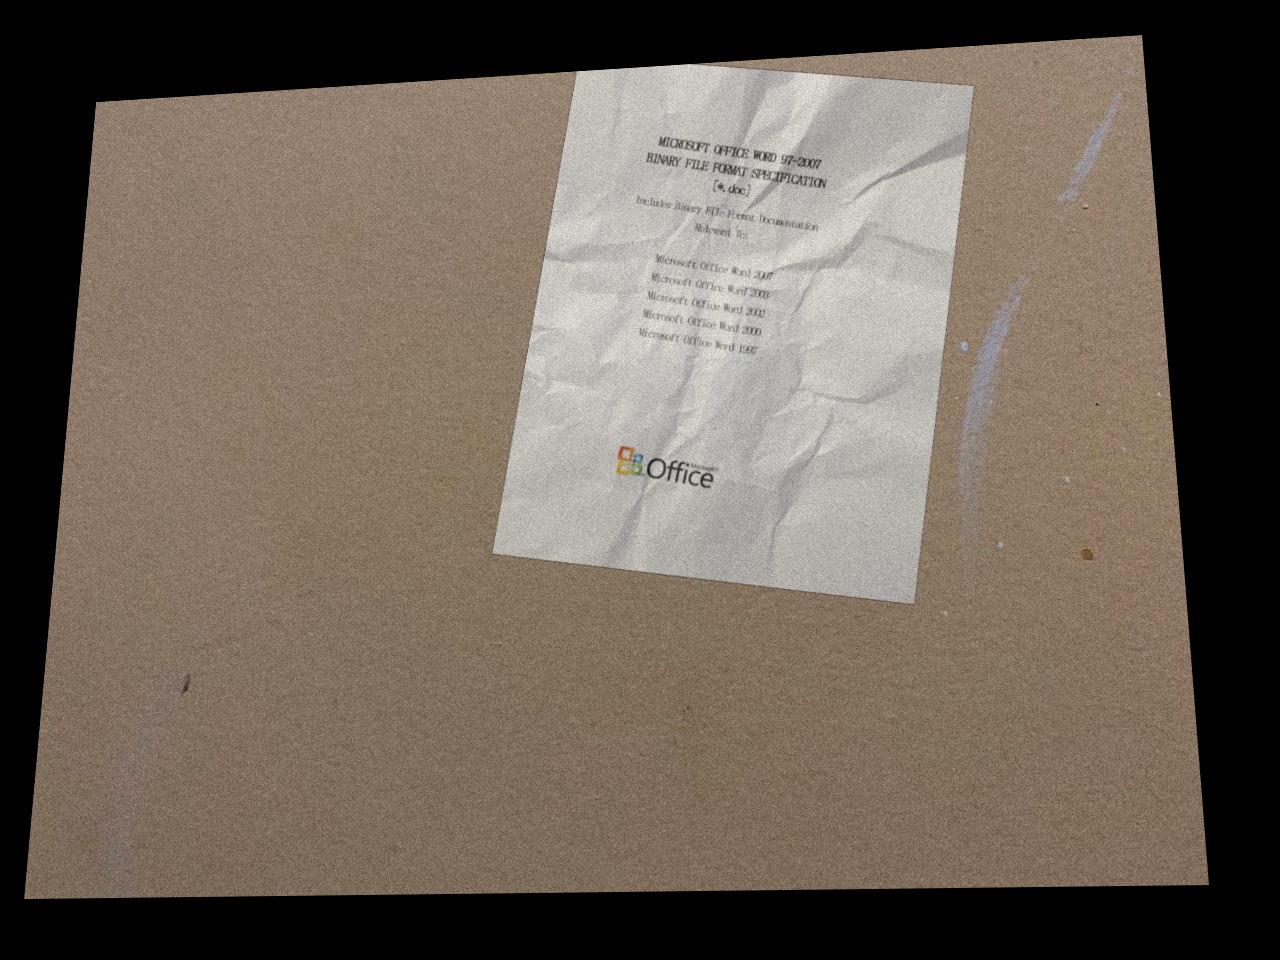 MICROSOFT OFFICE WORD 97-2007
BINARY FILE FORMAT SPECIFICATION
[*.doc]
Includes Binary File Format Documentation
Relevant To:
Microsoft Office Word 2007
Microsoft Office Word 2003
Microsoft Office Word 2002
Microsoft Office Word 2000
Microsoft Office Word 1997
Microsoft
Office